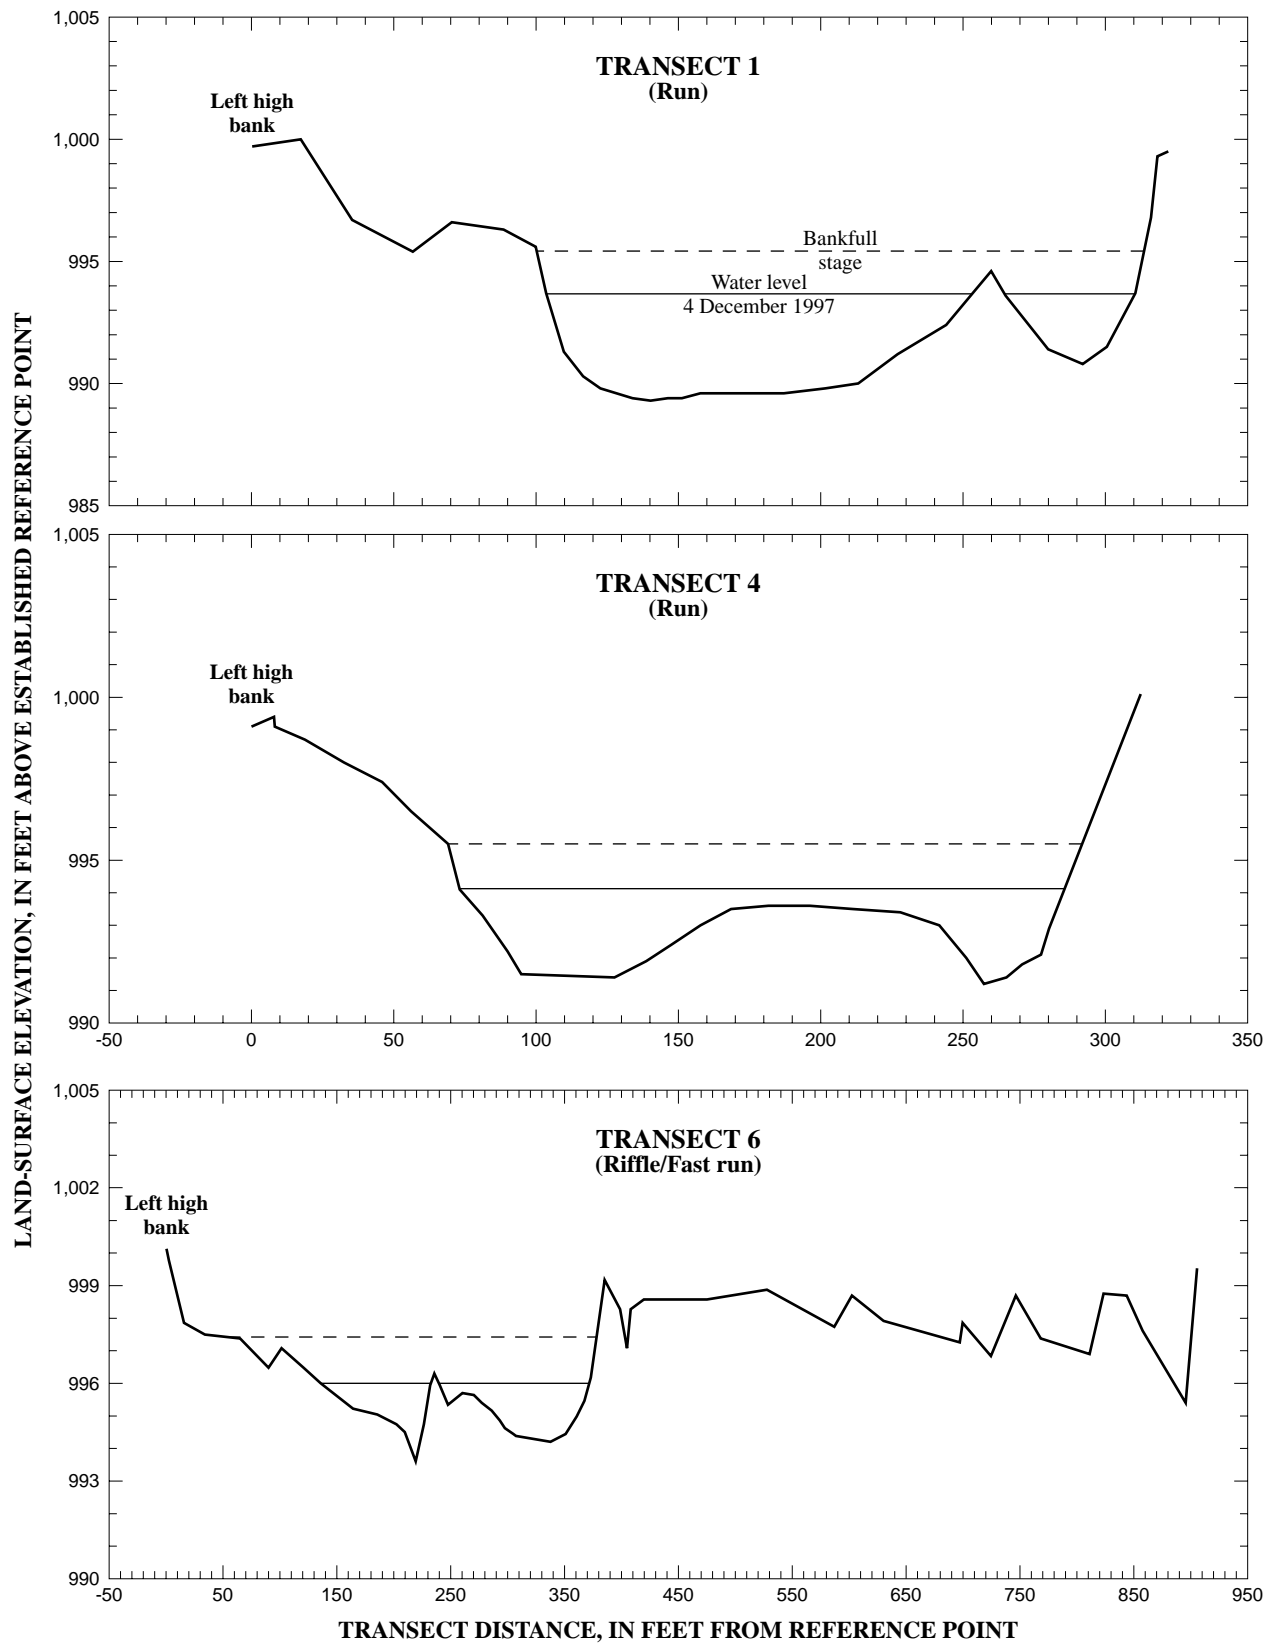 LAND-SURFACE ELEVATION, IN FEET ABOVE ESTABLISHED REFERENCE POINT
1,005
1,000
995
990
985
TRANSECT 1
(Run)
Left high
bank
Bankfull
stage
Water level
4 December 1997
1,005
1,000
995
990
TRANSECT 4
(Run)
Left high
bank
-50 0 50 100 150 200 250 300 350
1,005
1,002
999
996
993
990
TRANSECT 6
(Riffle/Fast run)
Left high
bank
-50 50 150 250 350 450 550 650 750 850 950
TRANSECT DISTANCE, IN FEET FROM REFERENCE POINT